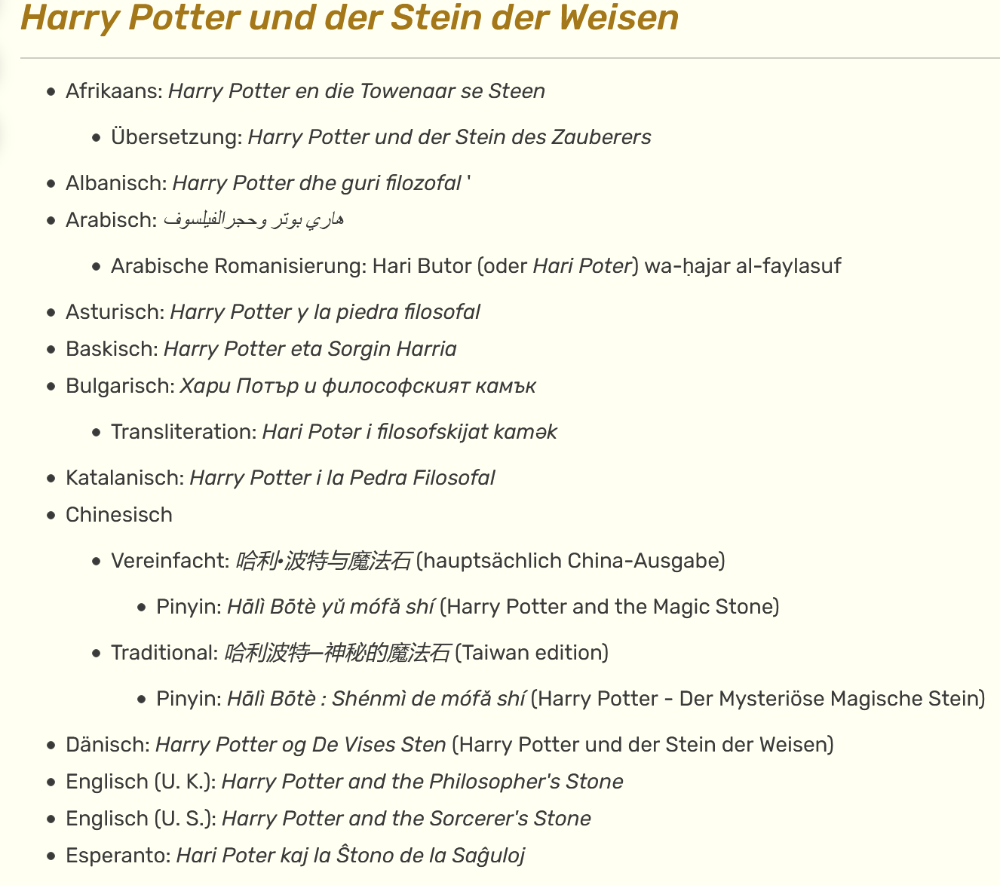 Harry Potter und der Stein der Weisen
Afrikaans: Harry Potter en die Towenaar se Steen
Übersetzung: Harry Potter und der Stein des Zauberers
Albanisch: Harry Potter dhe guri filozofal '
Arabisch: هاري بوتر وحجرالفيلسوف
Arabische Romanisierung: Hari Butor (oder Hari Poter) wa-ḥajar al-faylasuf
Asturisch: Harry Potter y la piedra filosofal
Baskisch: Harry Potter eta Sorgin Harria
Bulgarisch: Хари Потър и философският камък
Transliteration: Hari Potər i filosofskijat kamək
Katalanisch: Harry Potter i la Pedra Filosofal
Chinesisch
Vereinfacht: 哈利·波特与魔法石 (hauptsächlich China-Ausgabe)
Pinyin: Hālì Bōtè yǔ mófǎ shí (Harry Potter and the Magic Stone)
Traditional: 哈利波特—神秘的魔法石 (Taiwan edition)
Pinyin: Hālì Bōtè : Shénmì de mófǎ shí (Harry Potter - Der Mysteriöse Magische Stein)
Dänisch: Harry Potter og De Vises Sten (Harry Potter und der Stein der Weisen)
Englisch (U. K.): Harry Potter and the Philosopher's Stone
Englisch (U. S.): Harry Potter and the Sorcerer's Stone
Esperanto: Hari Poter kaj la Ŝtono de la Saĝuloj